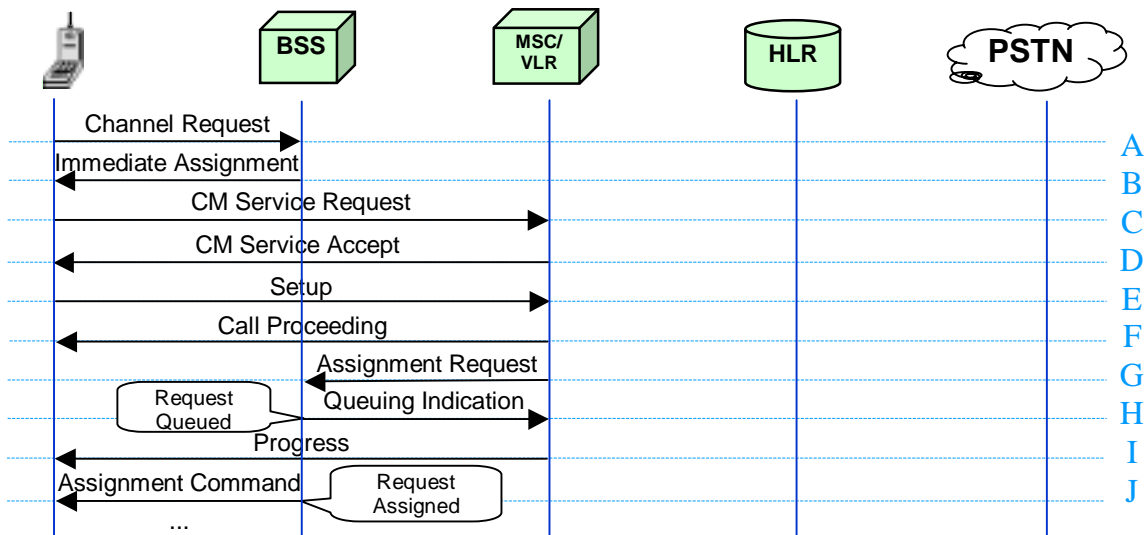 BSS
MSC/
VLR
HLR
PSTN
Channel Request
A
Immediate Assignment
B
CM Service Request
C
CM Service Accept
D
Setup
E
Call Proceeding
F
Assignment Request
G
Request
Queued
Queuing Indication
H
Progress
I
Assignment Command
Request
Assigned
J
...